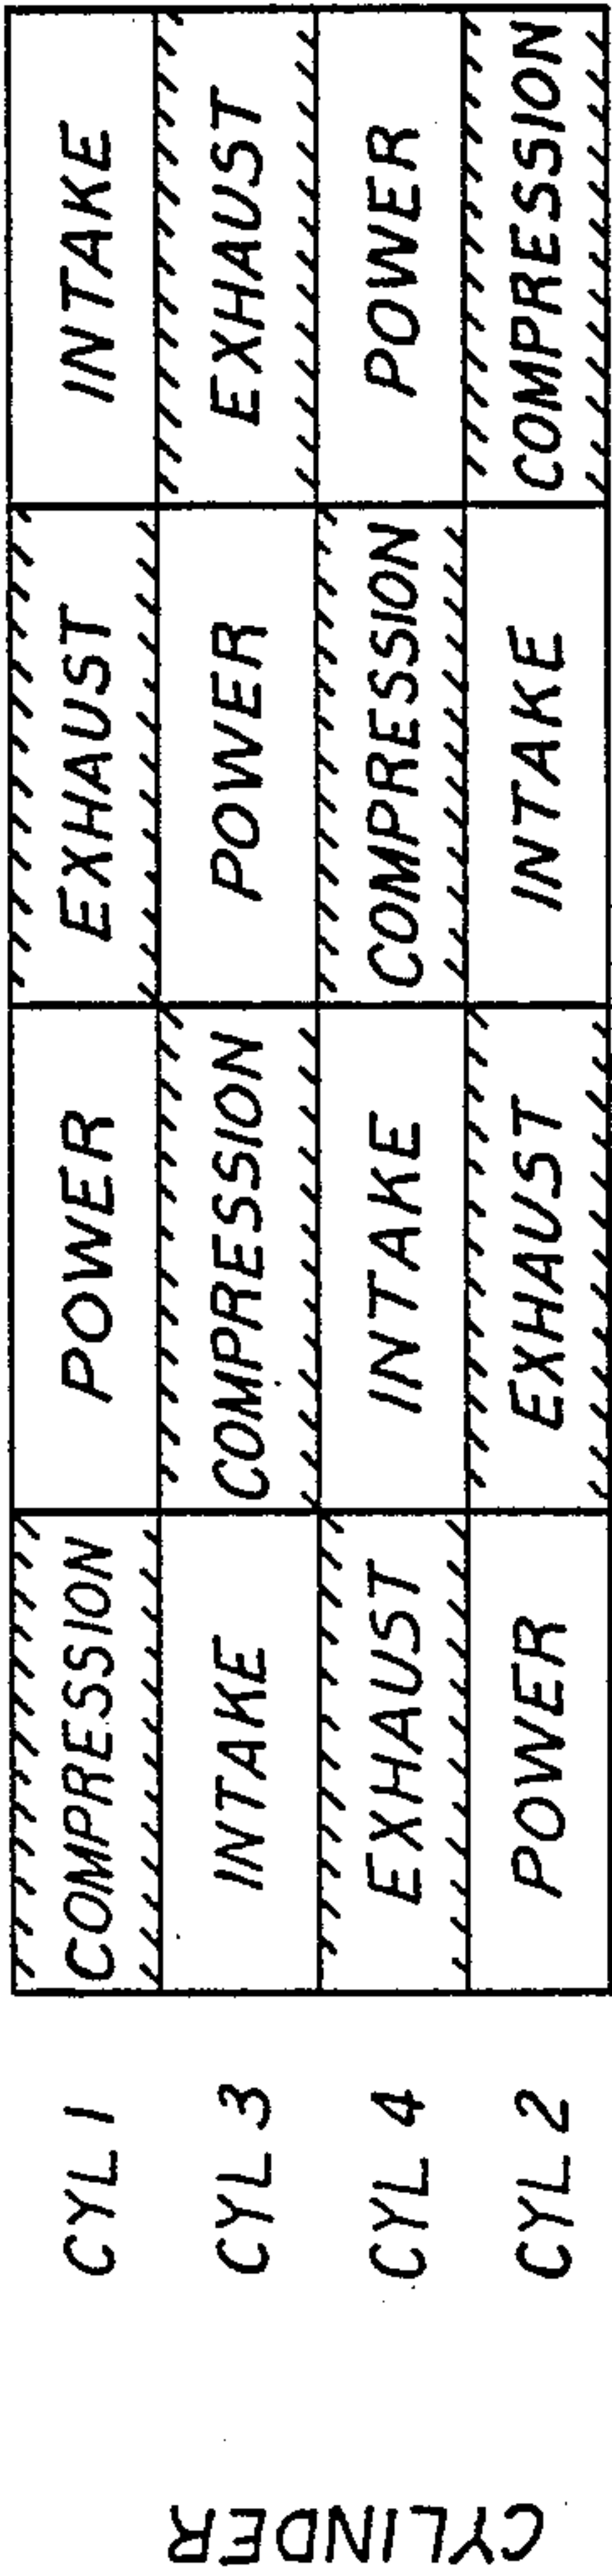 CYL 1 COMPRESSION POWER EXHAUST INTAKE
CYL 3 INTAKE COMPRESSION POWER EXHAUST
CYL 4 EXHAUST INTAKE COMPRESSION POWER
CYL 2 POWER EXHAUST INTAKE COMPRESSION
CYLINDER